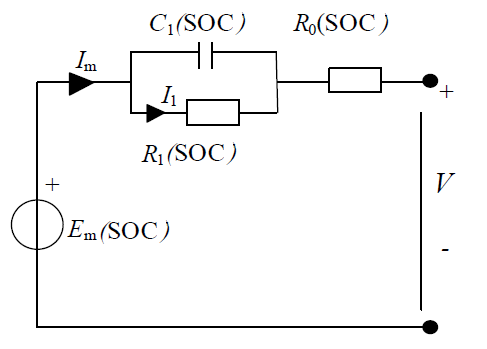 C1(SOC)
R0(SOC)
Im
I1
+
R1(SOC)
+
V
Em(SOC)
-